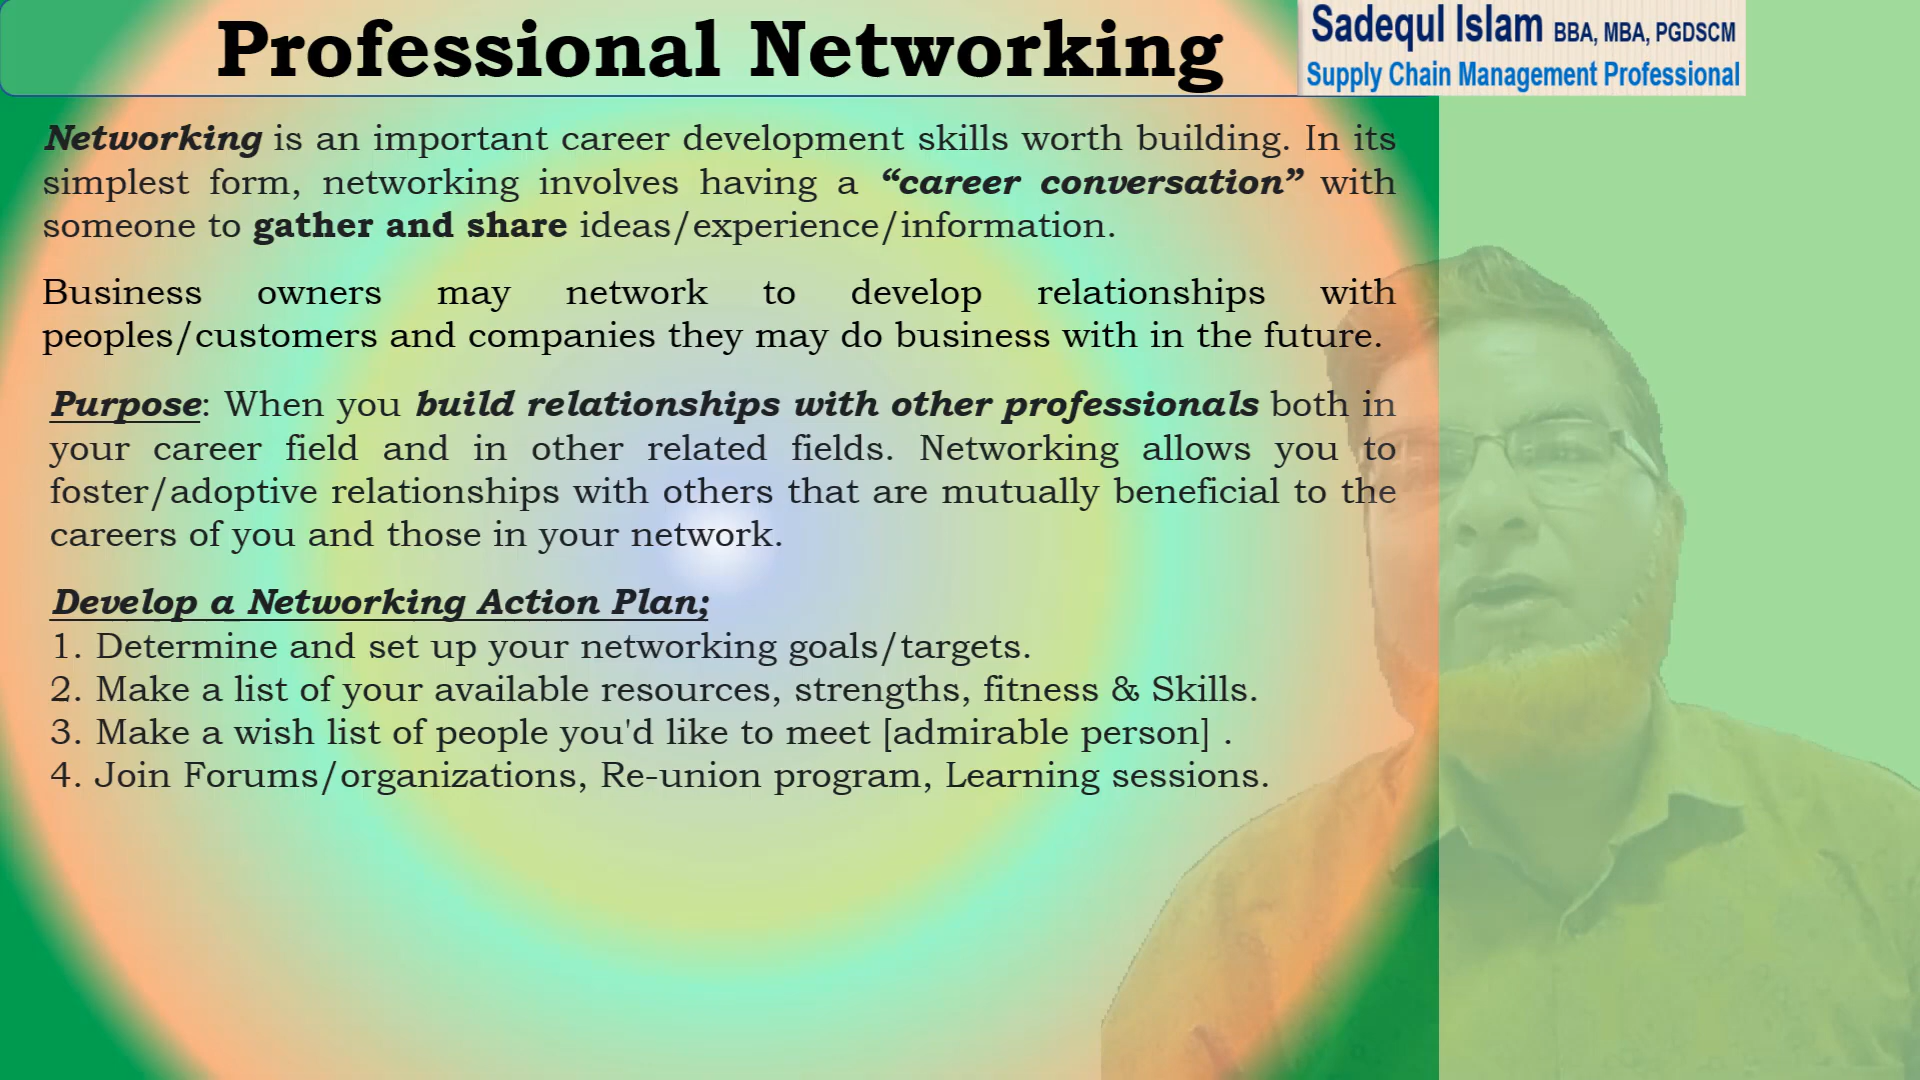 Professional Networking
Sadequl Islam BBA, MBA, PGDSCM
Supply Chain Management Professional
Networking is an important career development skills worth building. In its
simplest form, networking involves having a “career conversation” with
someone to gather and share ideas/experience/information.
Business owners may network to develop relationships with
peoples/customers and companies they may do business with in the future.
Purpose: When you build relationships with other professionals both in
your career field and in other related fields. Networking allows you to
foster/adoptive relationships with others that are mutually beneficial to the
careers of you and those in your network.
Develop a Networking Action Plan;
1. Determine and set up your networking goals/targets.
2. Make a list of your available resources, strengths, fitness & Skills.
3. Make a wish list of people you'd like to meet [admirable person] .
4. Join Forums/organizations, Re-union program, Learning sessions.